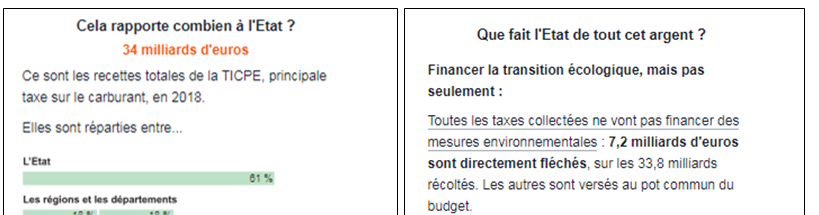 Cela rapporte combien à l'Etat ?
34 milliards d'euros
Ce sont les recettes totales de la TICPE, principale
taxe sur le carburant, en 2018.
Elles sont réparties entre...
L'Etat
61 %
Les régions et les départements
Que fait l'Etat de tout cet argent ?
Financer la transition écologique, mais pas
seulement :
Toutes les taxes collectées ne vont pas financer des
mesures environnementales : 7,2 milliards d'euros
sont directement fléchés, sur les 33,8 milliards
récoltés. Les autres sont versés au pot commun du
budget.